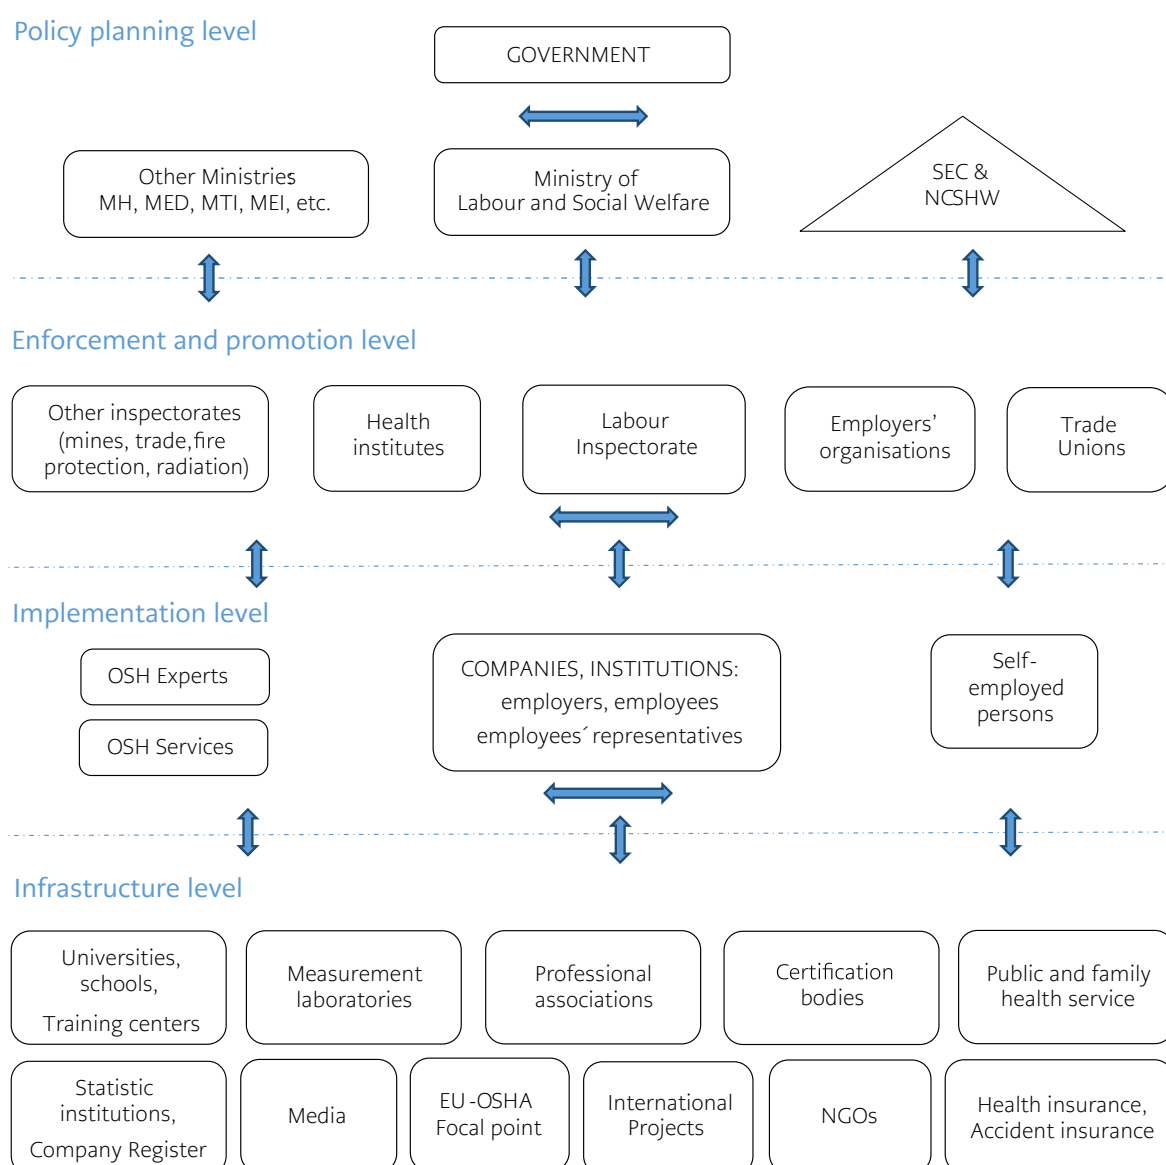 Policy planning level
GOVERNMENT
Other Ministries
MH, MED, MTI, MEI, etc.
Ministry of
Labour and Social Welfare
SEC &
NCSHW
Enforcement and promotion level
Other inspectorates
(mines, trade, fire
protection, radiation)
Health
institutes
Labour
Inspectorate
Employers’
organisations
Trade
Unions
Implementation level
OSH Experts
OSH Services
COMPANIES, INSTITUTIONS:
employers, employees
employees´ representatives
Self-
employed
persons
Infrastructure level
Universities,
schools,
Training centers
Measurement
laboratories
Professional
associations
Certification
bodies
Public and family
health service
Statistic
institutions,
Company Register
Media
EU-OSHA
Focal point
International
Projects
NGOs
Health insurance,
Accident insurance